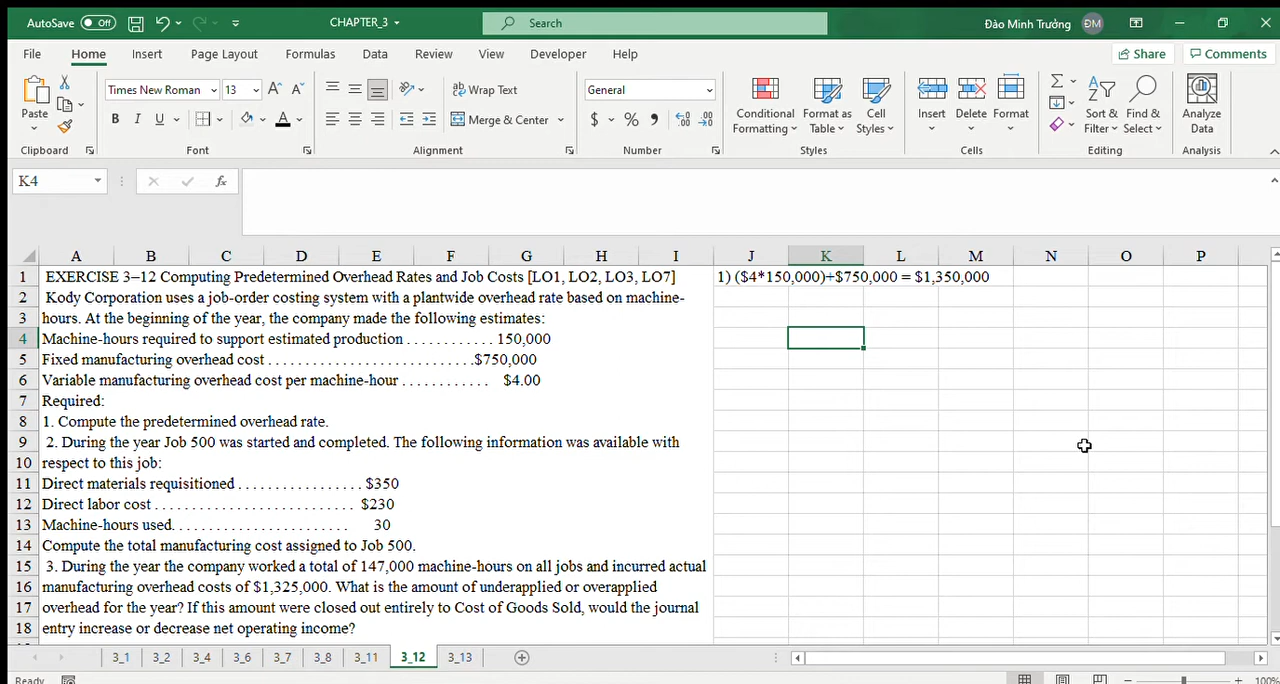 AutoSave Off CHAPTER_3 Search Đào Minh Trưởng ĐM
File Home Insert Page Layout Formulas Data Review View Developer Help Share Comments
Times New Roman 13 Wrap Text General
Paste B I U Merge & Center $ % Conditional Formatting Format as Table Cell Styles Insert Delete Format Sort & Filter Find & Select Analyze Data
Clipboard Font Alignment Number Styles Cells Editing Analysis
K4 fx
A B C D E F G H I J K L M N O P
1 EXERCISE 3–12 Computing Predetermined Overhead Rates and Job Costs [LO1, LO2, LO3, LO7] 1) ($4*150,000)+$750,000 = $1,350,000
2 Kody Corporation uses a job-order costing system with a plantwide overhead rate based on machine-
3 hours. At the beginning of the year, the company made the following estimates:
4 Machine-hours required to support estimated production . . . . . . . . . . . . 150,000
5 Fixed manufacturing overhead cost . . . . . . . . . . . . . . . . . . . . . . . . . . . .$750,000
6 Variable manufacturing overhead cost per machine-hour . . . . . . . . . . . . $4.00
7 Required:
8 1. Compute the predetermined overhead rate.
9 2. During the year Job 500 was started and completed. The following information was available with
10 respect to this job:
11 Direct materials requisitioned . . . . . . . . . . . . . . . . . $350
12 Direct labor cost . . . . . . . . . . . . . . . . . . . . . . . . . . . $230
13 Machine-hours used. . . . . . . . . . . . . . . . . . . . . . . . 30
14 Compute the total manufacturing cost assigned to Job 500.
15 3. During the year the company worked a total of 147,000 machine-hours on all jobs and incurred actual
16 manufacturing overhead costs of $1,325,000. What is the amount of underapplied or overapplied
17 overhead for the year? If this amount were closed out entirely to Cost of Goods Sold, would the journal
18 entry increase or decrease net operating income?
3_1 3_2 3_4 3_6 3_7 3_8 3_11 3_12 3_13
Ready 100%